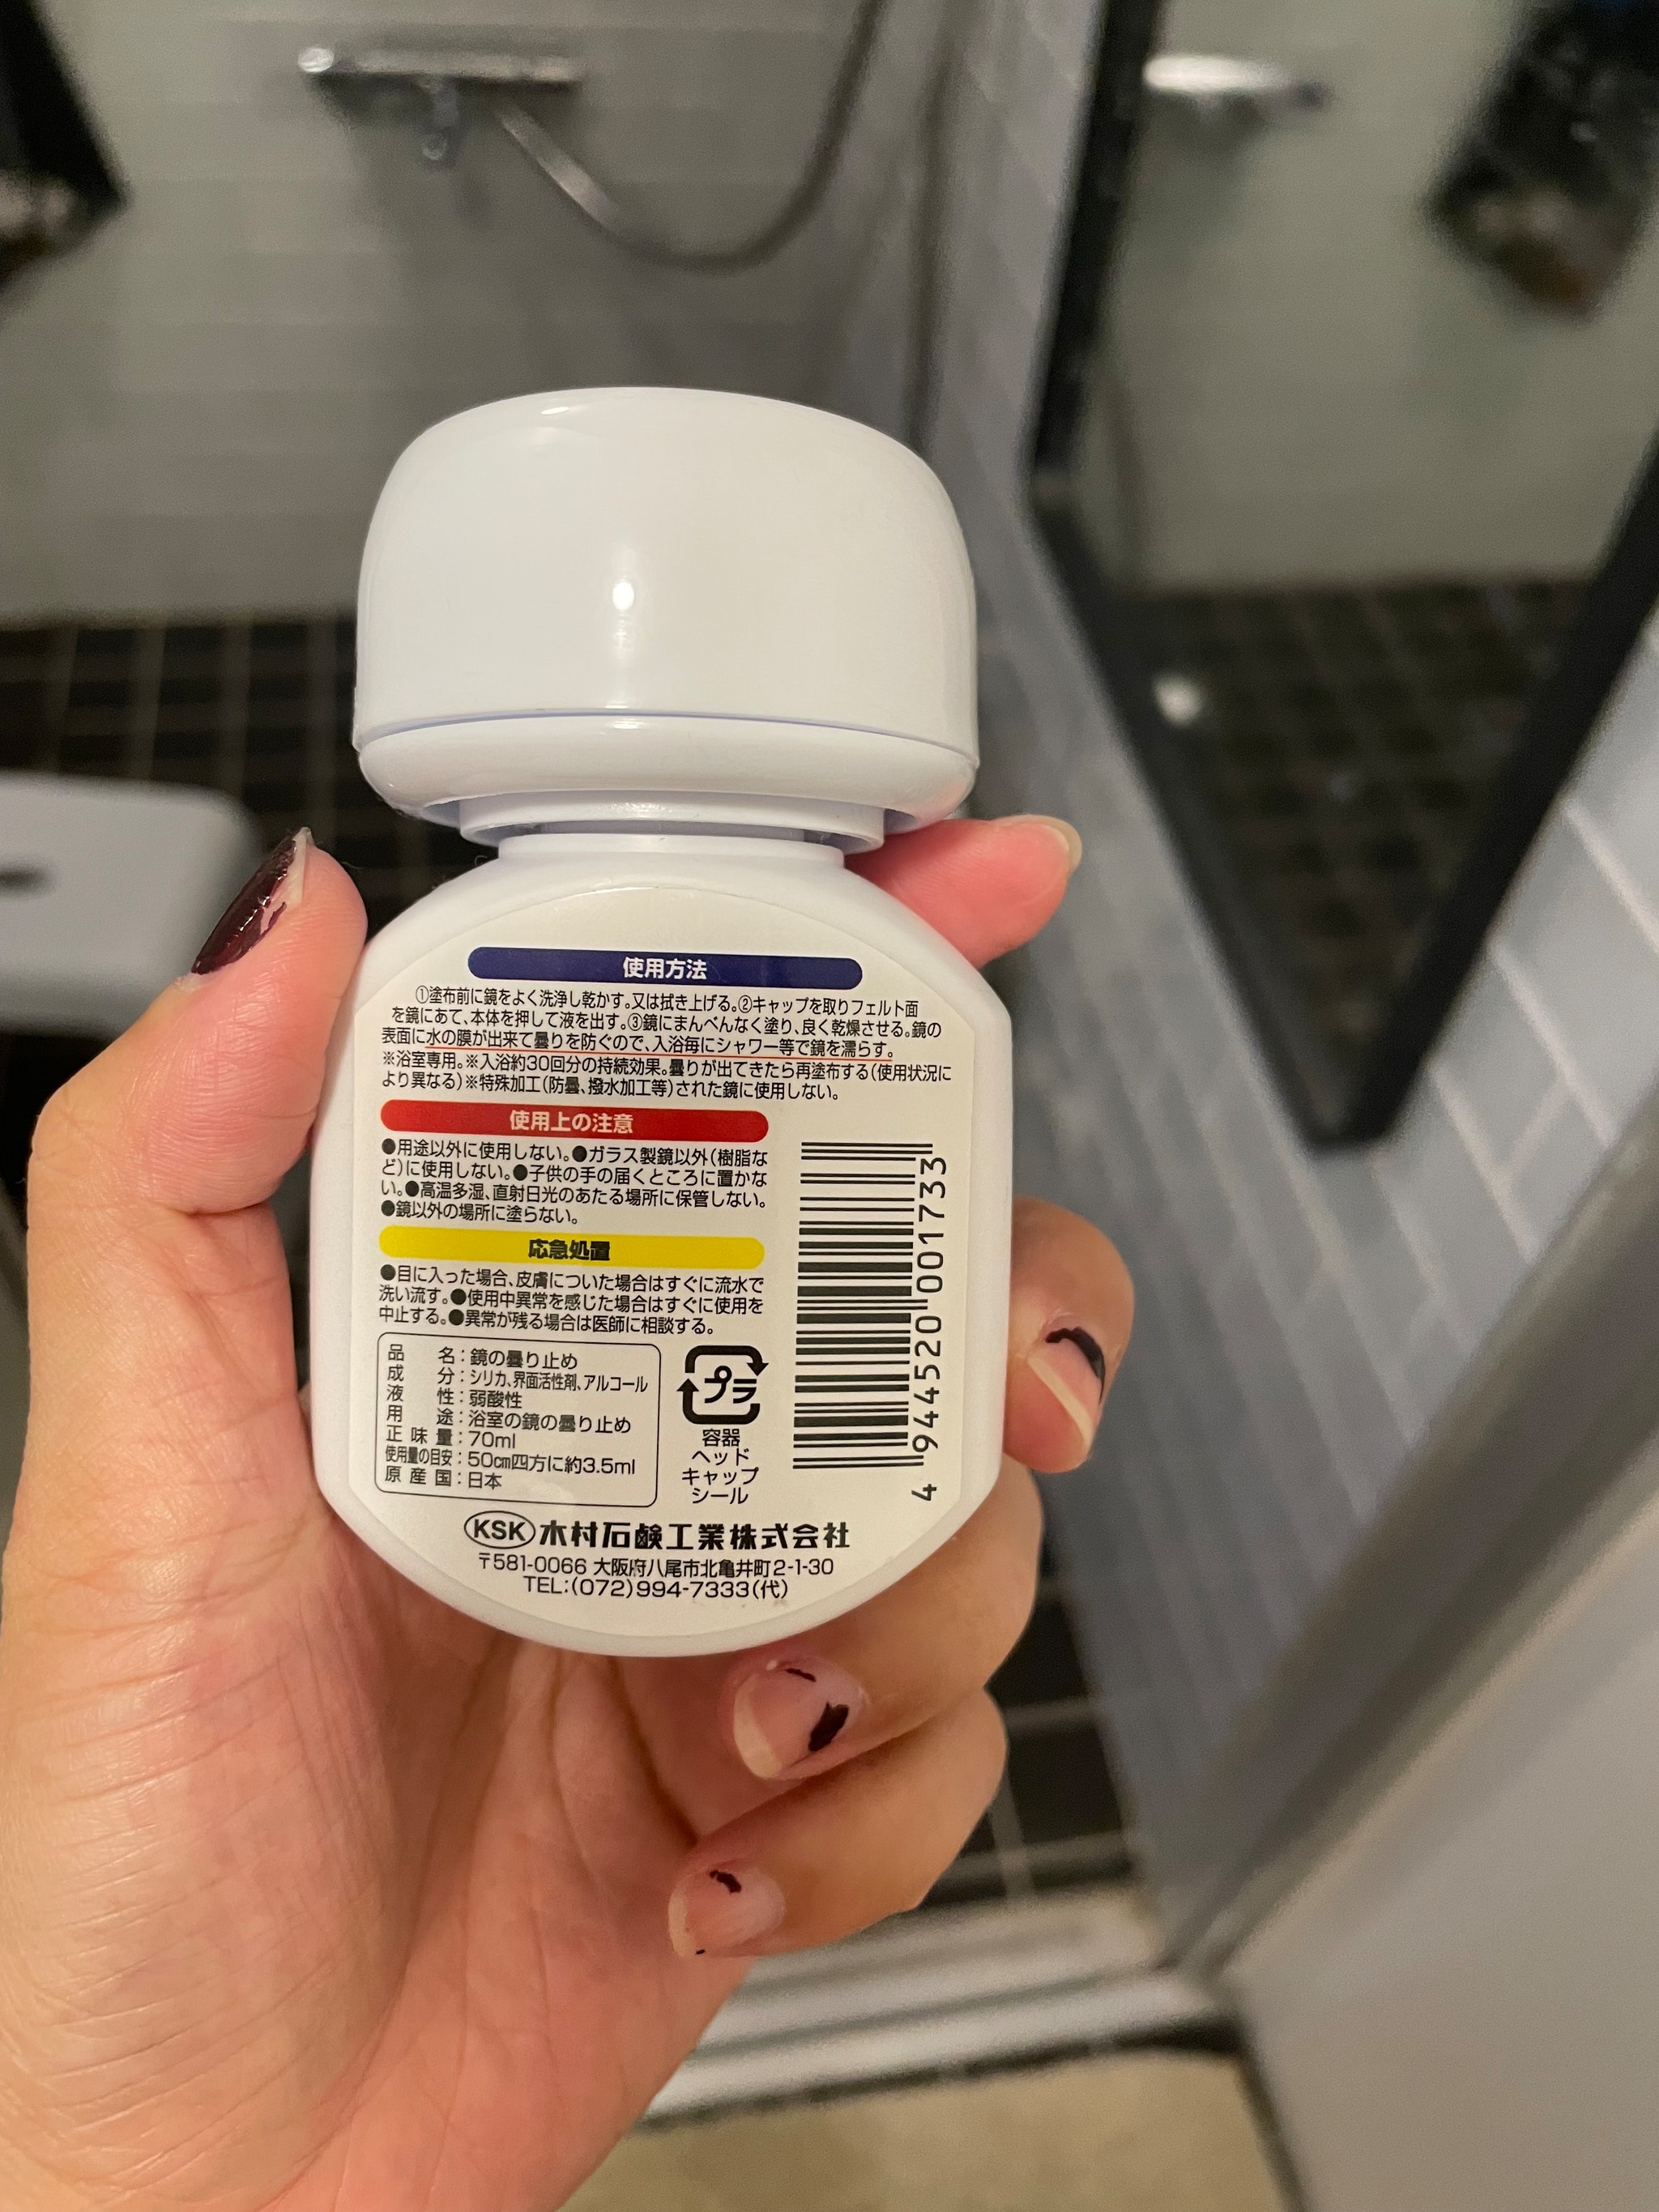 使用方法
①塗布前に鏡をよく洗浄し乾かす。又は拭き上げる。②キャップを取りフェルト面
を鏡にあて、本体を押して液を出す。③鏡にまんべんなく塗り、良く乾燥させる。鏡の
表面に水の膜が出来て曇りを防ぐので、入浴毎にシャワー等で鏡を濡らす。
※浴室専用。※入浴約30回分の持続効果。曇りが出てきたら再塗布する(使用状況に
より異なる)※特殊加工(防曇、撥水加工等)された鏡に使用しない。
使用上の注意
●用途以外に使用しない。●ガラス製鏡以外(樹脂な
ど)に使用しない。●子供の手の届くところに置かな
い。●高温多湿、直射日光のあたる場所に保管しない。
●鏡以外の場所に塗らない。
応急処置
●目に入った場合、皮膚についた場合はすぐに流水で
洗い流す。●使用中異常を感じた場合はすぐに使用を
中止する。●異常が残る場合は医師に相談する。
品名：鏡の曇り止め
成分：シリカ、界面活性剤、アルコール
液性：弱酸性
用途：浴室の鏡の曇り止め
正味量：70ml
使用量の目安：50cm四方に約3.5ml
原産国：日本
プラ
容器
ヘッド
キャップ
シール
4 944520 001733
KSK 木村石鹸工業株式会社
〒581-0066 大阪府八尾市北亀井町2-1-30
TEL:(072)994-7333(代)